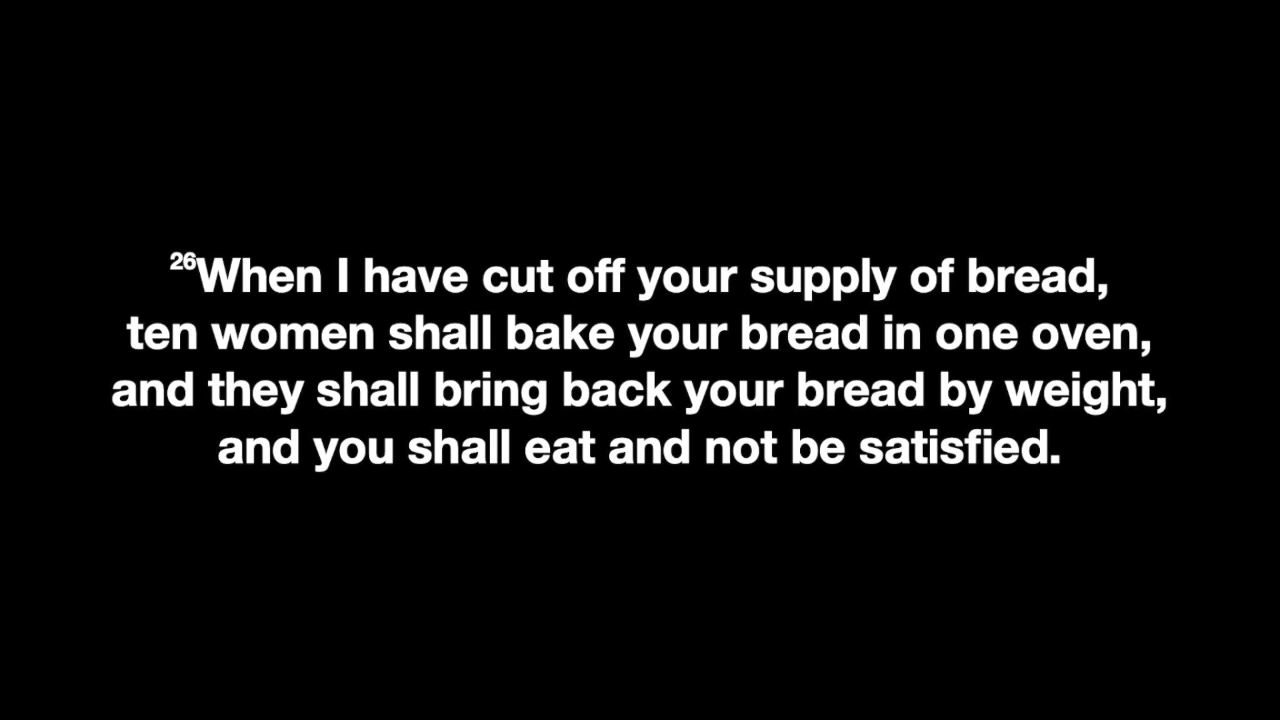 26When I have cut off your supply of bread,
ten women shall bake your bread in one oven,
and they shall bring back your bread by weight,
and you shall eat and not be satisfied.